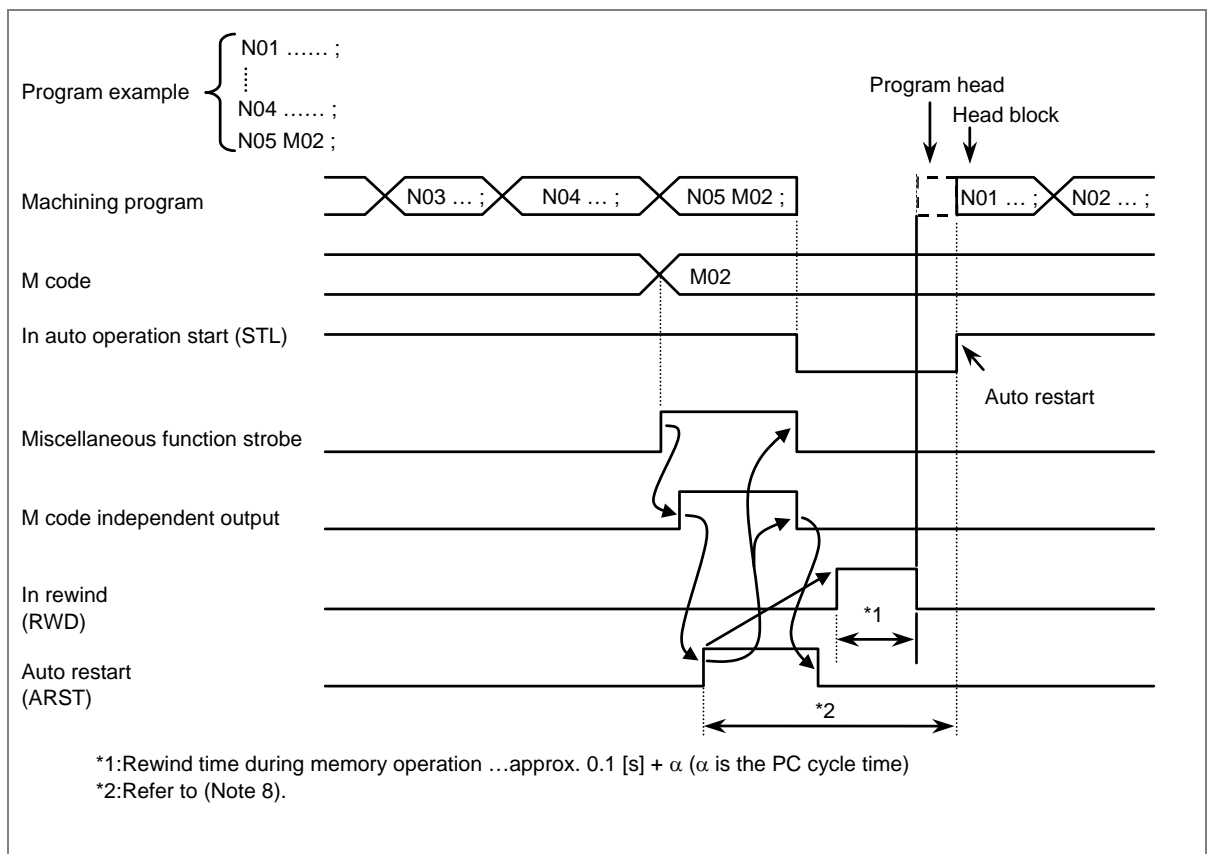 N01 …… ;
Program example
N04 …… ;
N05 M02 ;
Program head
Head block
Machining program
N03 … ;
N04 … ;
N05 M02 ;
N01 … ;
N02 … ;
M code
M02
In auto operation start (STL)
Auto restart
Miscellaneous function strobe
M code independent output
In rewind
(RWD)
*1
Auto restart
(ARST)
*2
*1:Rewind time during memory operation …approx. 0.1 [s] + α (α is the PC cycle time)
*2:Refer to (Note 8).